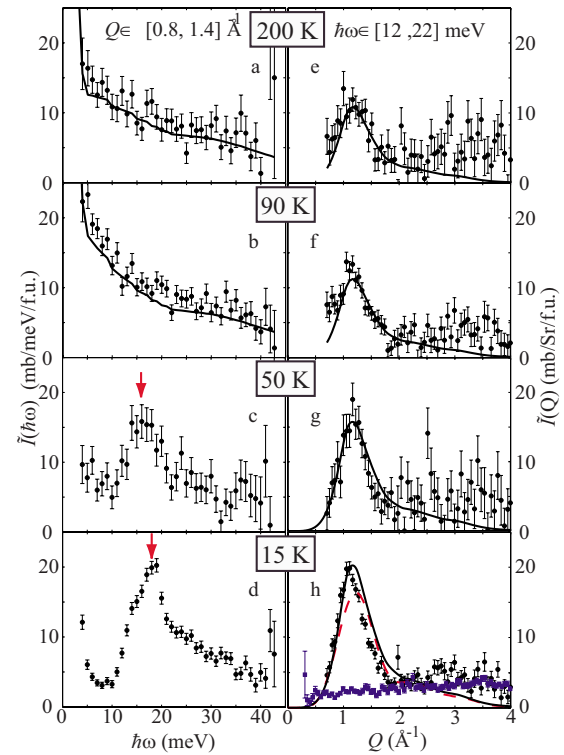 Q∈ [0.8, 1.4] Å⁻¹
200 K
ħω∈ [12 ,22] meV
20
10
0
a
e
20
10
0
90 K
20
10
0
b
f
20
10
0
50 K
20
10
0
c
g
20
10
0
15 K
20
10
0
d
h
20
10
0
Ĩ(ħω) (mb/meV/f.u.)
Ĩ(Q) (mb/Sr/f.u.)
0 10 20 30 40
0 1 2 3 4
ħω (meV)
Q (Å⁻¹)